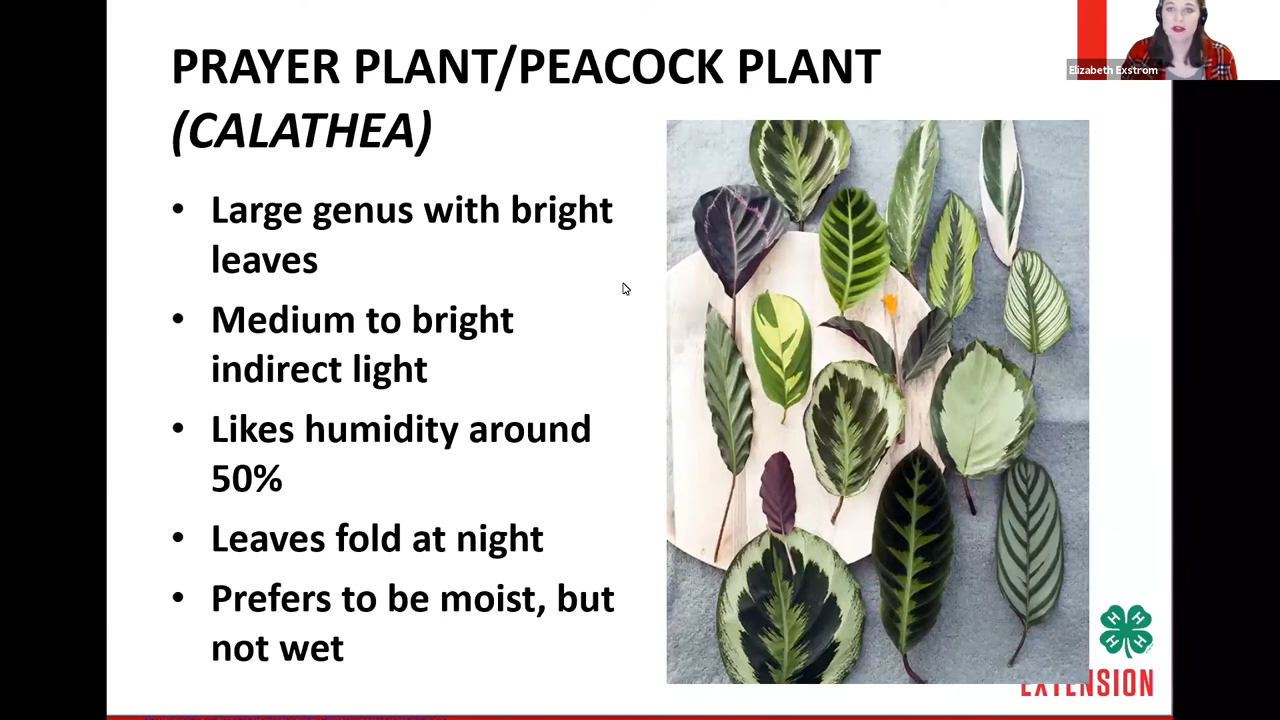 PRAYER PLANT/PEACOCK PLANT
(CALATHEA)
• Large genus with bright
leaves
• Medium to bright
indirect light
• Likes humidity around
50%
• Leaves fold at night
• Prefers to be moist, but
not wet
Elizabeth Exstrom
H H
H H
EXTENSION